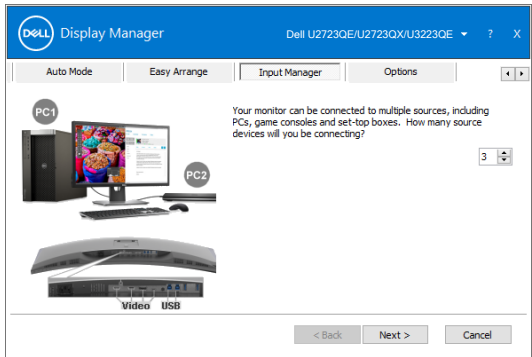 DELL Display Manager
Dell U2723QE/U2723QX/U3223QE
?
X
Auto Mode
Easy Arrange
Input Manager
Options
PC1
PC2
Your monitor can be connected to multiple sources, including
PCs, game consoles and set-top boxes. How many source
devices will you be connecting?
3
Video USB
< Back
Next >
Cancel